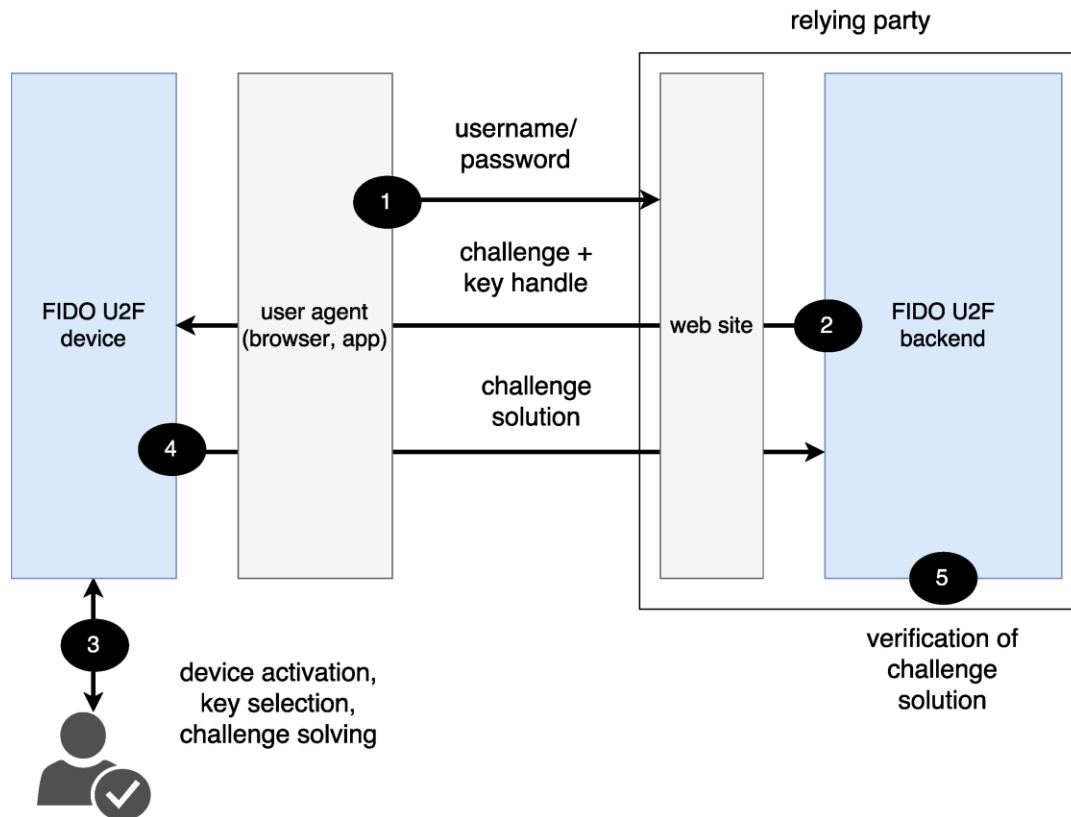 relying party
username/
password
1
challenge +
key handle
FIDO U2F
device
user agent
(browser, app)
web site
2
FIDO U2F
backend
challenge
solution
4
5
3
device activation,
key selection,
challenge solving
verification of
challenge
solution